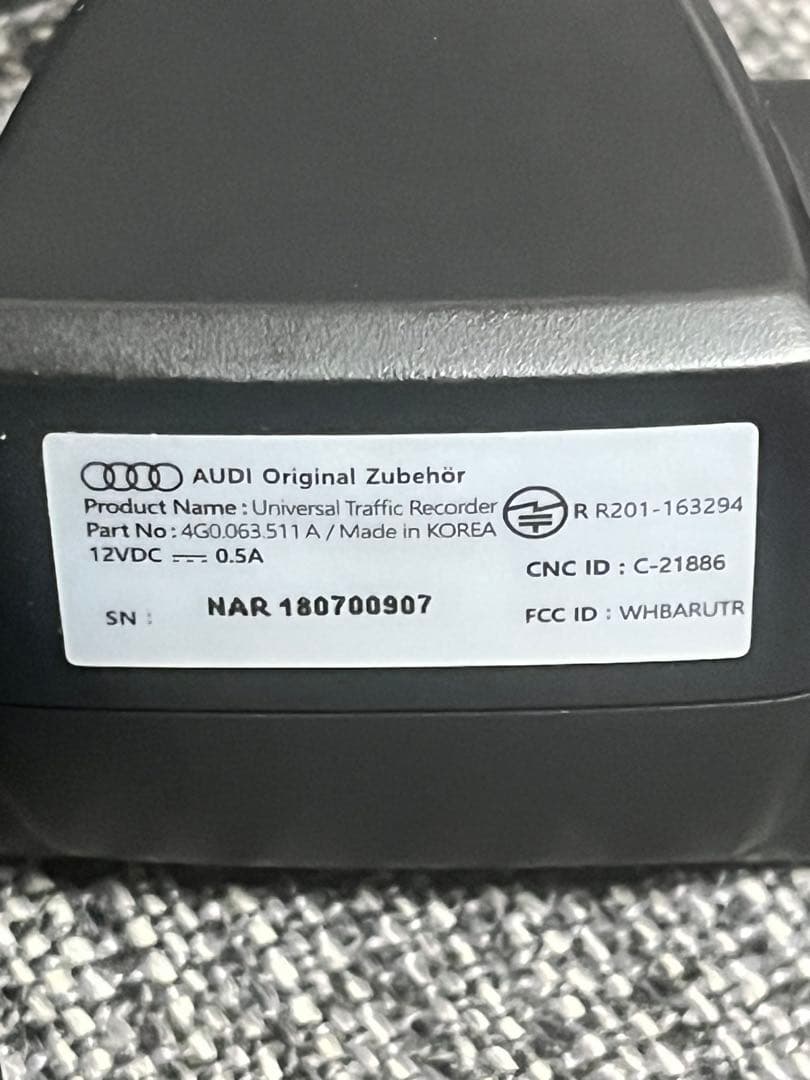 AUDI Original Zubehör
Product Name : Universal Traffic Recorder
Part No : 4G0.063.511 A / Made in KOREA
12VDC ⎓ 0.5A
SN : NAR 180700907
R R201-163294
CNC ID : C-21886
FCC ID : WHBARUTR